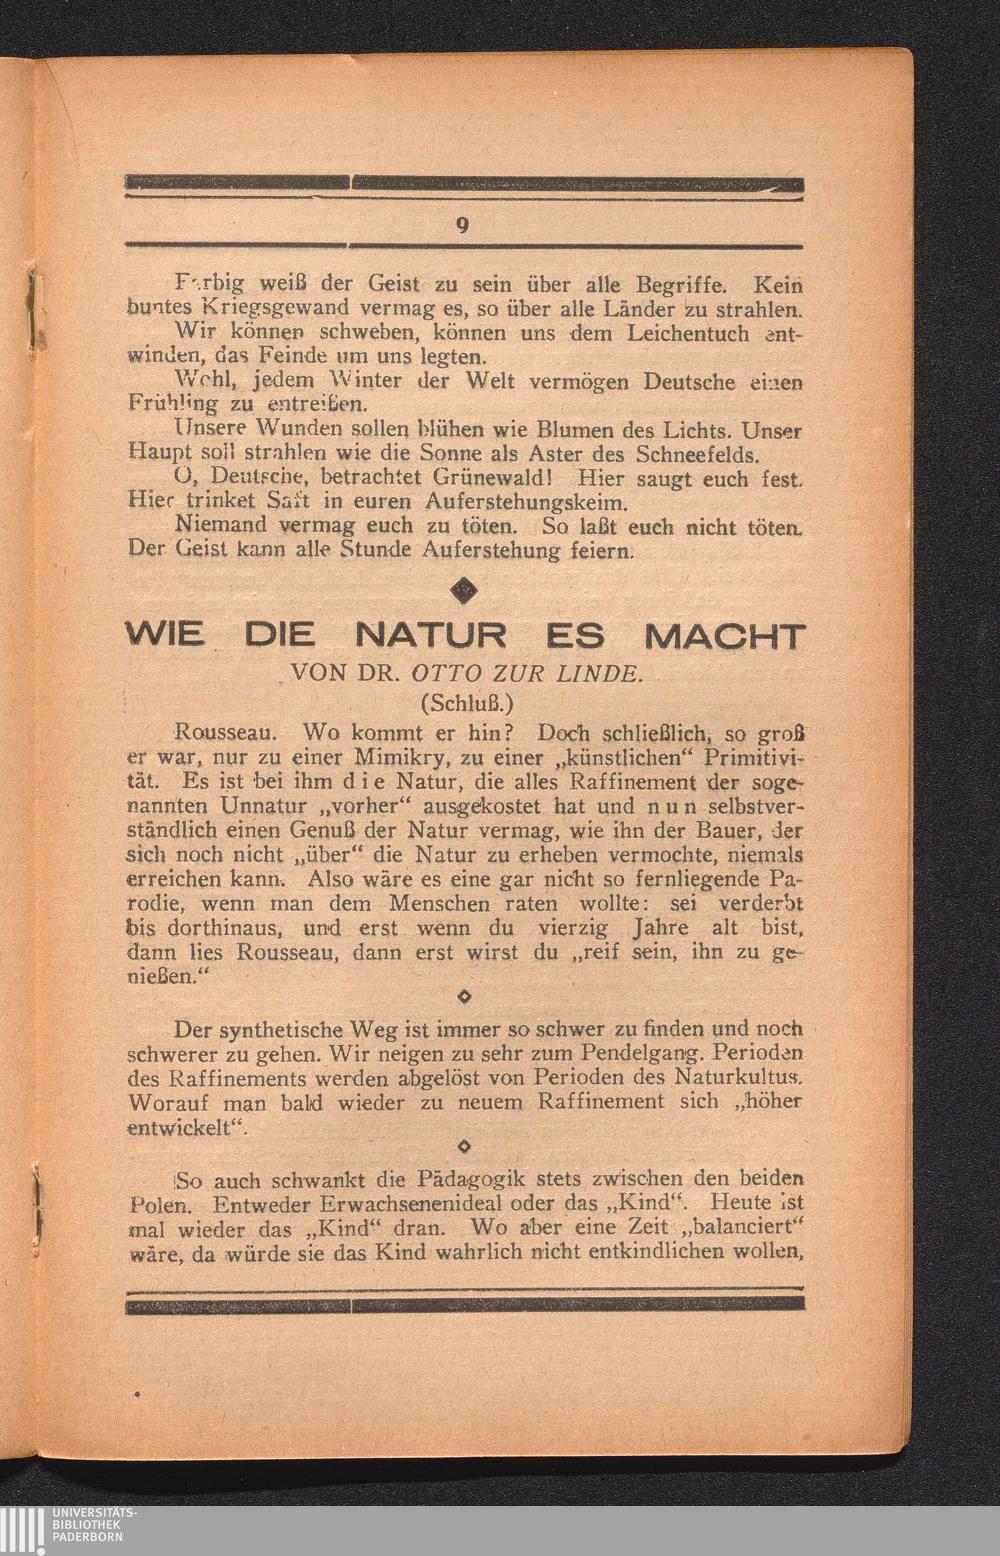 9
Farbig weiß der Geist zu sein über alle Begriffe. Kein
buntes Kriegsgewand vermag es, so über alle Länder zu strahlen.
Wir können schweben, können uns dem Leichentuch ent-
winden, das Feinde um uns legten.
Wohl, jedem Winter der Welt vermögen Deutsche einen
Frühling zu entreißen.
Unsere Wunden sollen blühen wie Blumen des Lichts. Unser
Haupt soll strahlen wie die Sonne als Aster des Schneefelds.
O, Deutsche, betrachtet Grünewald! Hier saugt euch fest.
Hier trinket Saft in euren Auferstehungskeim.
Niemand vermag euch zu töten. So laßt euch nicht töten.
Der Geist kann alle Stunde Auferstehung feiern.
WIE DIE NATUR ES MACHT
VON DR. OTTO ZUR LINDE.
(Schluß.)
Rousseau. Wo kommt er hin? Doch schließlich, so groß
er war, nur zu einer Mimikry, zu einer „künstlichen“ Primitivi-
tät. Es ist bei ihm die Natur, die alles Raffinement der soge-
nannten Unnatur „vorher“ ausgekostet hat und nun selbstver-
ständlich einen Genuß der Natur vermag, wie ihn der Bauer, der
sich noch nicht „über“ die Natur zu erheben vermochte, niemals
erreichen kann. Also wäre es eine gar nicht so fernliegende Pa-
rodie, wenn man dem Menschen raten wollte: sei verderbt
bis dorthinaus, und erst wenn du vierzig Jahre alt bist,
dann lies Rousseau, dann erst wirst du „reif sein, ihn zu ge-
nießen.“
Der synthetische Weg ist immer so schwer zu finden und noch
schwerer zu gehen. Wir neigen zu sehr zum Pendelgang. Perioden
des Raffinements werden abgelöst von Perioden des Naturkultus.
Worauf man bald wieder zu neuem Raffinement sich „höher
entwickelt“.
So auch schwankt die Pädagogik stets zwischen den beiden
Polen. Entweder Erwachsenenideal oder das „Kind“. Heute ist
mal wieder das „Kind“ dran. Wo aber eine Zeit „balanciert“
wäre, da würde sie das Kind wahrlich nicht entkindlichen wollen,
UNIVERSITÄTS-
BIBLIOTHEK
PADERBORN